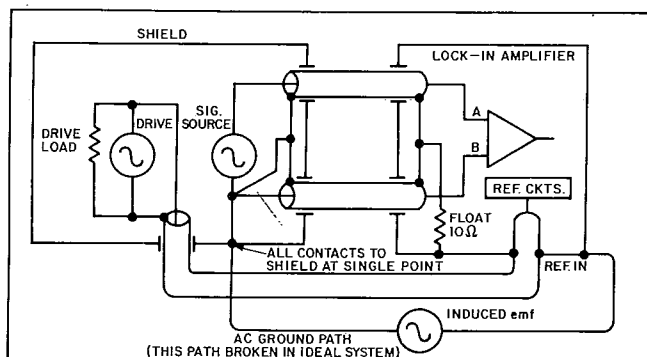 SHIELD
LOCK-IN AMPLIFIER
DRIVE
LOAD
DRIVE
SIG.
SOURCE
A
B
REF. CKTS.
FLOAT
10Ω
ALL CONTACTS TO
SHIELD AT SINGLE POINT
REF. IN
INDUCED emf
AC GROUND PATH
(THIS PATH BROKEN IN IDEAL SYSTEM)